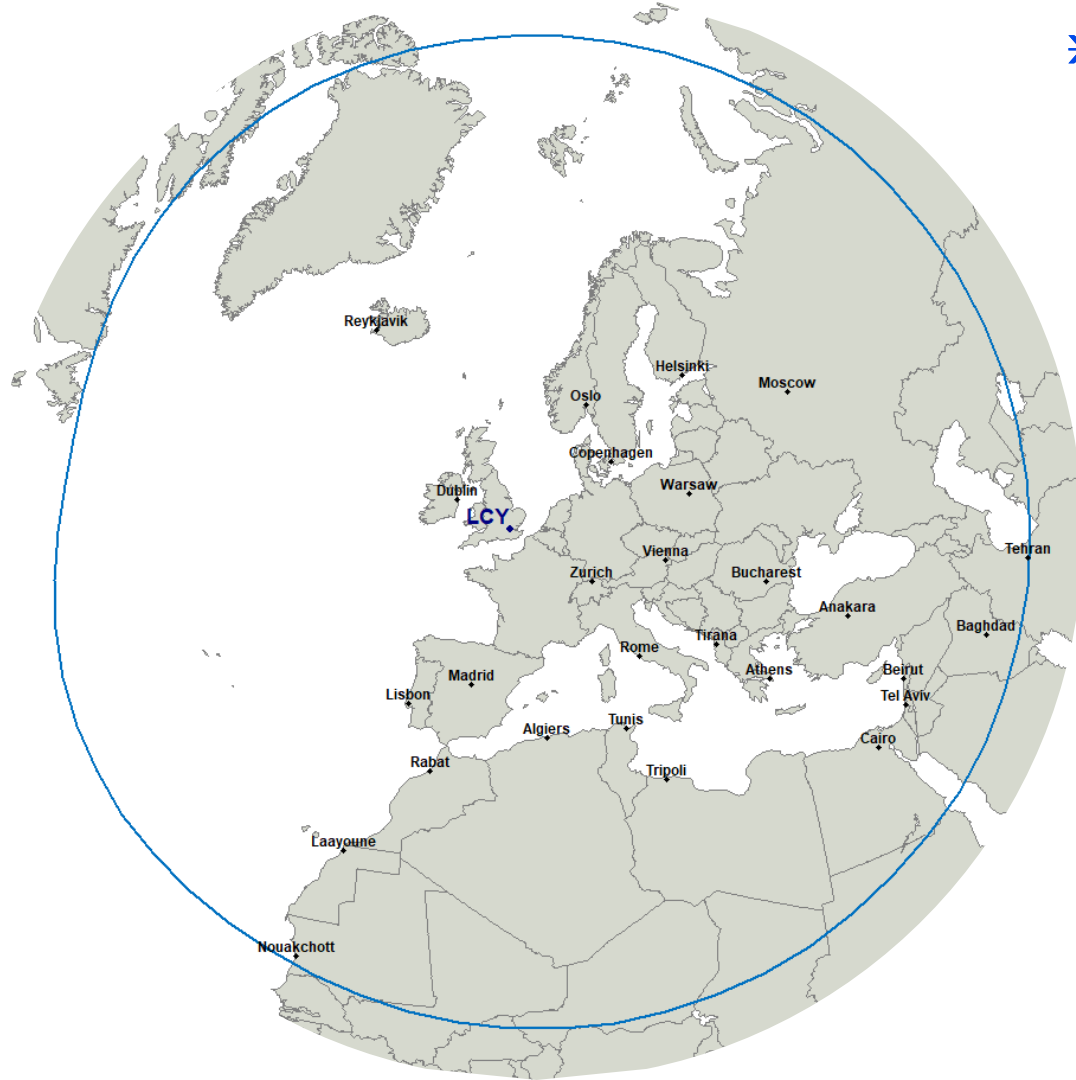 Reykjavik
Helsinki
Moscow
Oslo
Copenhagen
Warsaw
Dublin
LCY
Vienna
Tehran
Zurich
Bucharest
Anakara
Baghdad
Tirana
Rome
Athens
Beirut
Madrid
Lisbon
Tel Aviv
Tunis
Algiers
Cairo
Rabat
Tripoli
Laayoune
Nouakchott